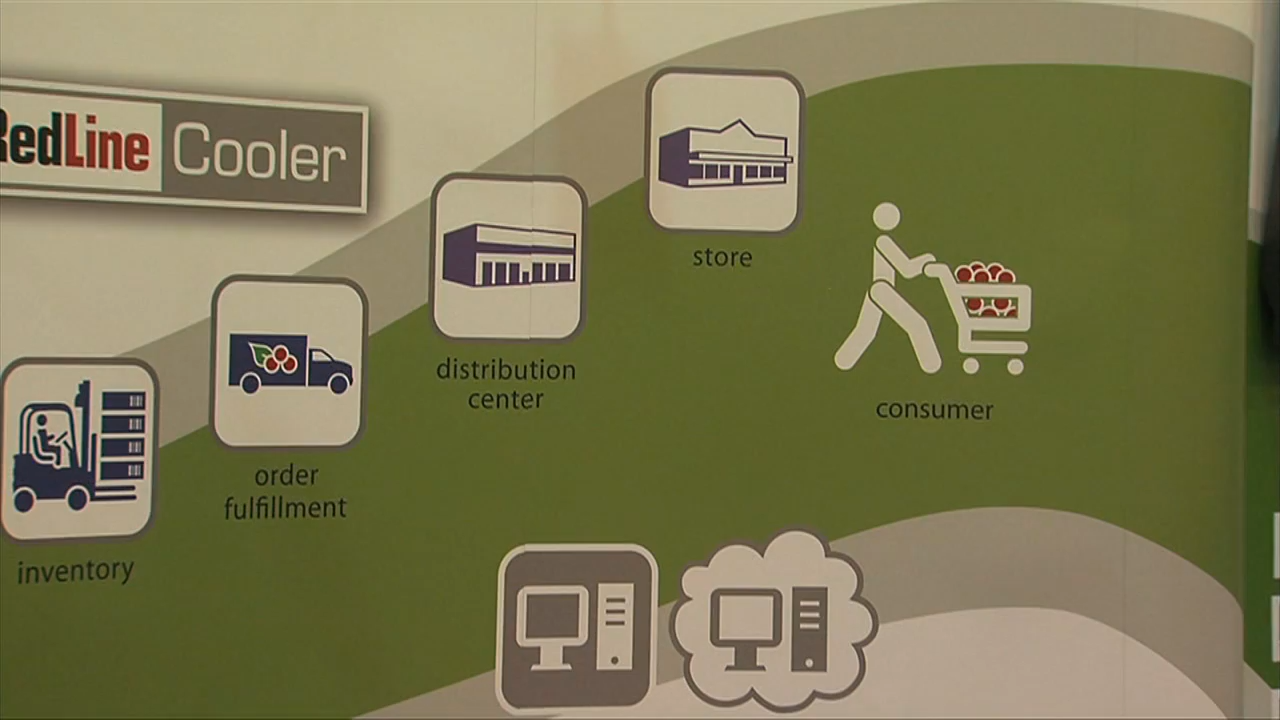 RedLine Cooler
store
distribution
center
consumer
order
fulfillment
inventory